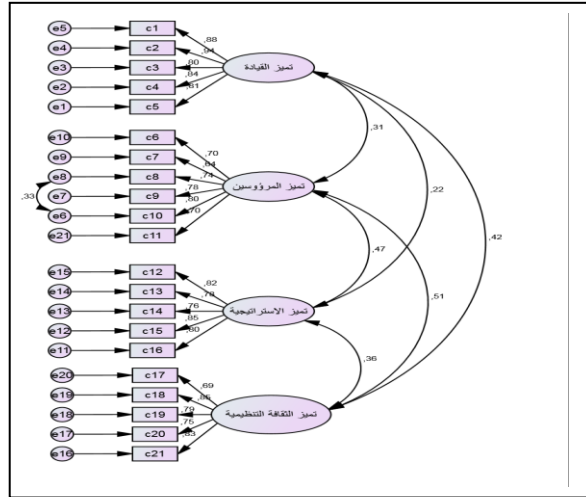 e5 c1 ,88
e4 c2 ,94
e3 c3 ,80 تميز القيادة
e2 c4 ,84
e1 c5 ,81
,31
e10 c6 ,70
e9 c7
e8 c8 ,74 ,22
,33 e7 c9 ,78 تميز المرؤوسين
e6 c10 ,80
e21 c11 ,70
,47 ,42
e15 c12 ,82
e14 c13 ,51
e13 c14 ,76 تميز الاستراتيجية
e12 c15 ,85
e11 c16 ,80
,36
e20 c17 ,69
e19 c18
e18 c19 ,79 تميز الثقافة التنظيمية
e17 c20 ,75
e16 c21 ,83